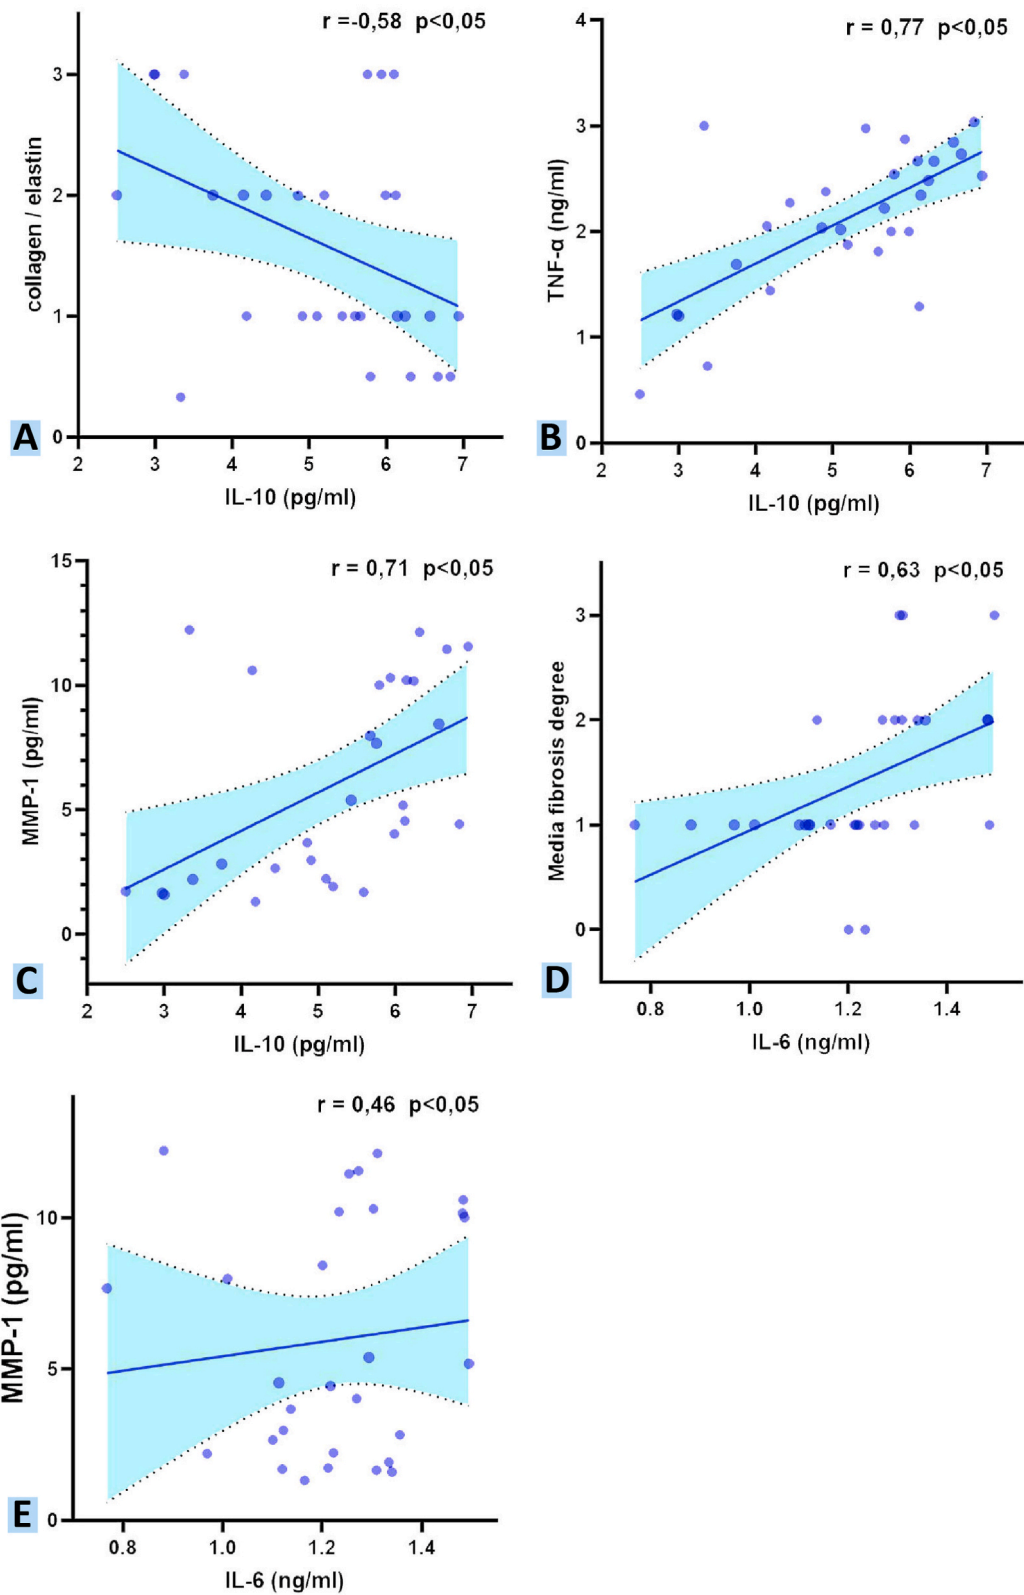 r =-0,58 p<0,05
collagen / elastin
3
2
1
0
2 3 4 5 6 7
IL-10 (pg/ml)
A
r = 0,77 p<0,05
TNF-α (ng/ml)
4
3
2
1
0
2 3 4 5 6 7
IL-10 (pg/ml)
B
r = 0,71 p<0,05
MMP-1 (pg/ml)
15
10
5
0
2 3 4 5 6 7
IL-10 (pg/ml)
C
r = 0,63 p<0,05
Media fibrosis degree
3
2
1
0
0.8 1.0 1.2 1.4
IL-6 (ng/ml)
D
r = 0,46 p<0,05
MMP-1 (pg/ml)
10
5
0
0.8 1.0 1.2 1.4
IL-6 (ng/ml)
E